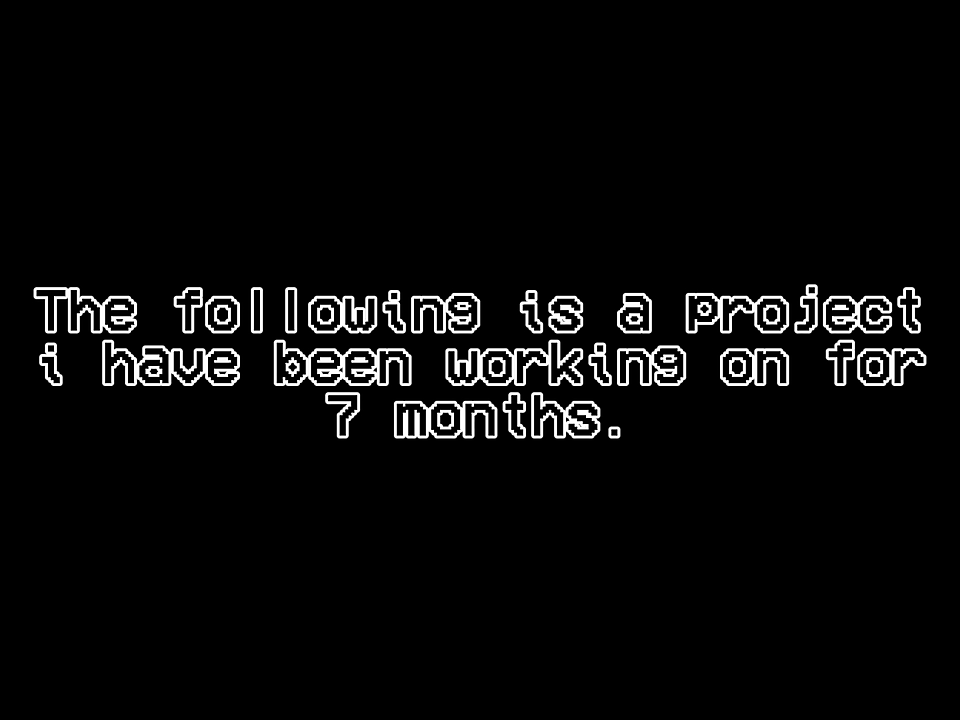 The following is a project
i have been working on for
7 months.